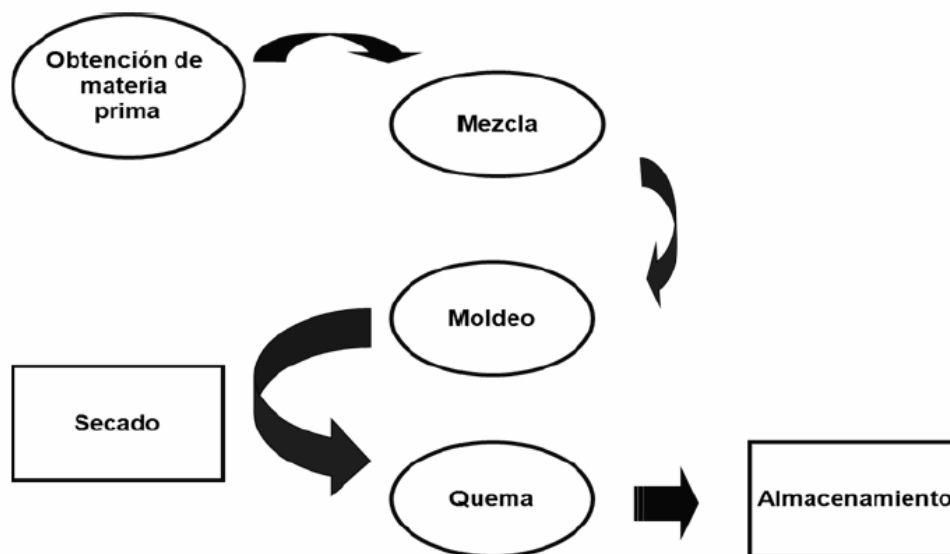 Obtención de
materia
prima
Mezcla
Moldeo
Secado
Quema
Almacenamiento